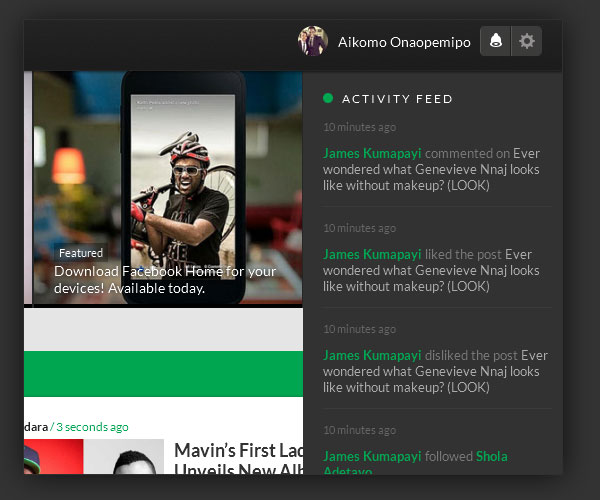 Aikomo Onaopemipo
ACTIVITY FEED
10 minutes ago
James Kumapayi commented on Ever
wondered what Genevieve Nnaj looks
like without makeup? (LOOK)
10 minutes ago
James Kumapayi liked the post Ever
wondered what Genevieve Nnaj looks
like without makeup? (LOOK)
10 minutes ago
James Kumapayi disliked the post Ever
wondered what Genevieve Nnaj looks
like without makeup? (LOOK)
10 minutes ago
James Kumapayi followed Shola
Adetayo
Featured
Download Facebook Home for your
devices! Available today.
dara / 3 seconds ago
Mavin's First Lad
Unveils New Alb